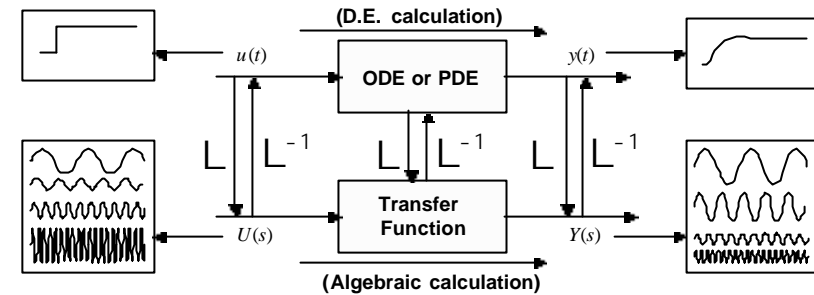 (D.E. calculation)
u(t)
ODE or PDE
y(t)
L
L⁻¹
L
L⁻¹
L
L⁻¹
U(s)
Transfer
Function
Y(s)
(Algebraic calculation)